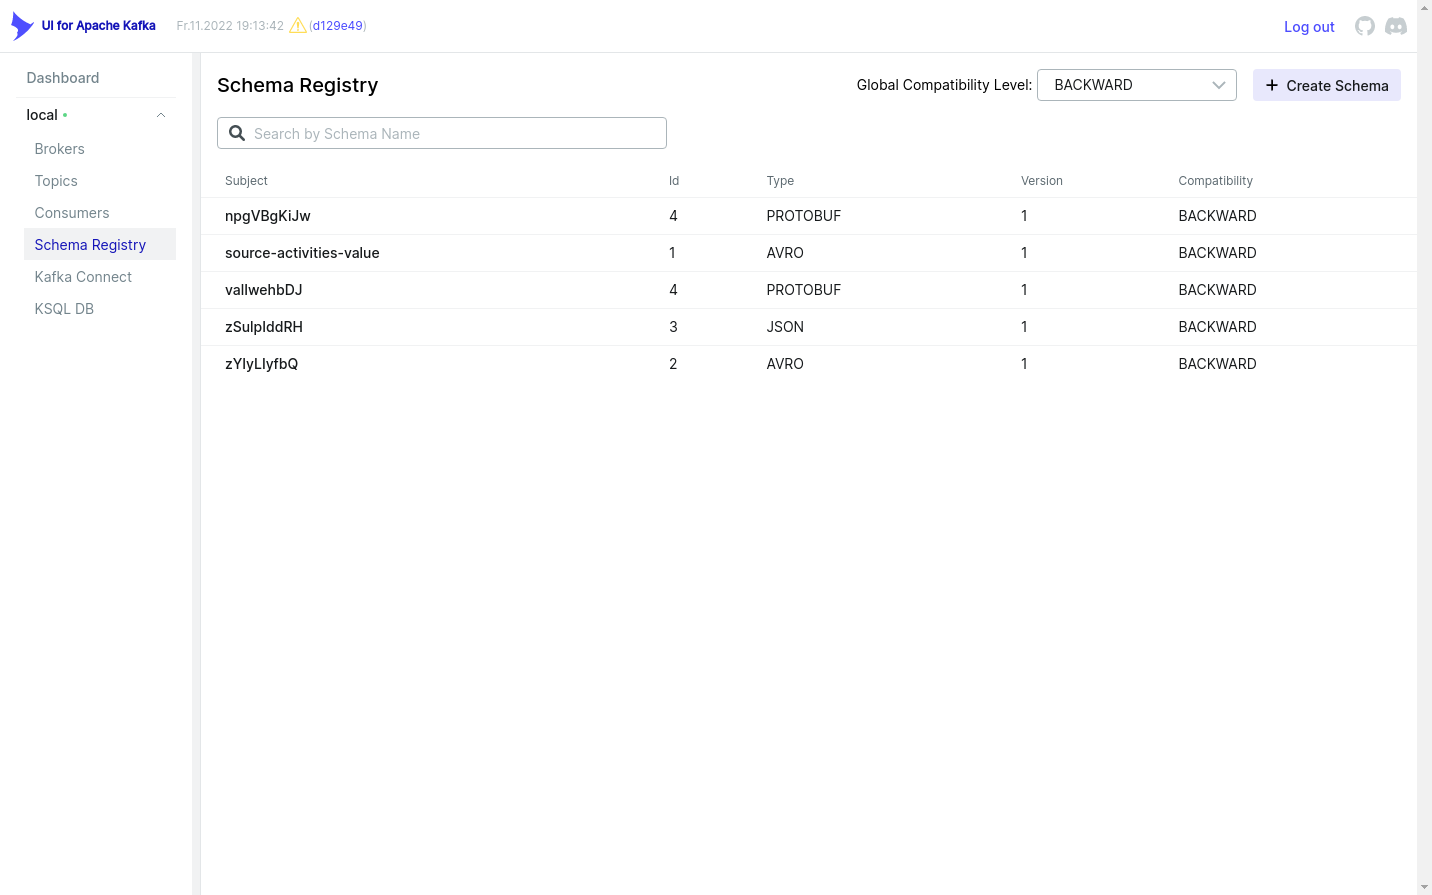 UI for Apache Kafka Fr.11.2022 19:13:42 (d129e49) Log out
Dashboard
local
Brokers
Topics
Consumers
Schema Registry
Kafka Connect
KSQL DB
Schema Registry Global Compatibility Level: BACKWARD Create Schema
Search by Schema Name
Subject Id Type Version Compatibility
npgVBgKiJw 4 PROTOBUF 1 BACKWARD
source-activities-value 1 AVRO 1 BACKWARD
vallwehbDJ 4 PROTOBUF 1 BACKWARD
zSulpIddRH 3 JSON 1 BACKWARD
zYlyLlyfbQ 2 AVRO 1 BACKWARD